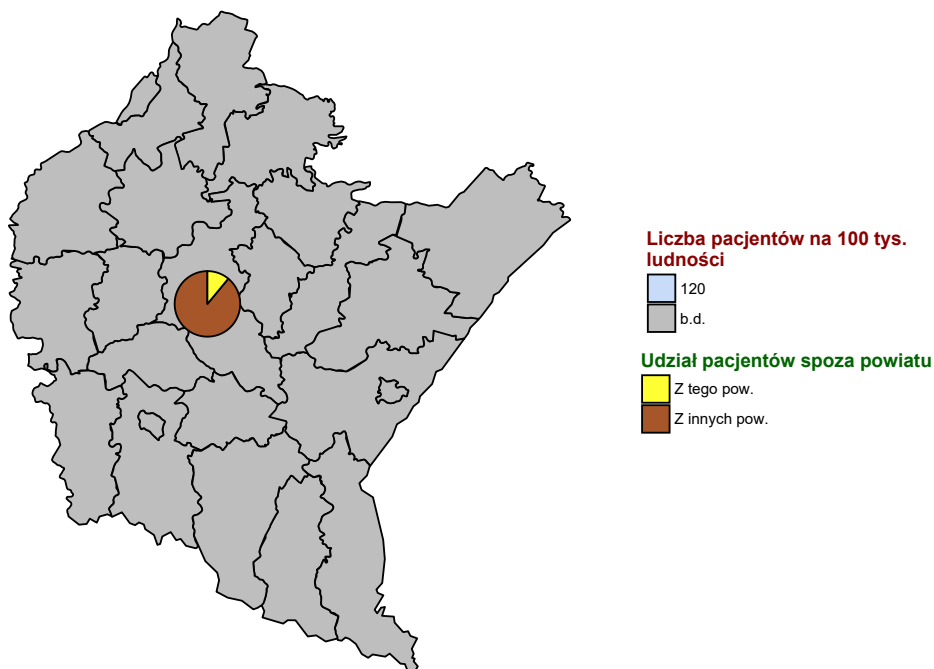 Liczba pacjentów na 100 tys.
ludności
120
b.d.
Udział pacjentów spoza powiatu
Z tego pow.
Z innych pow.